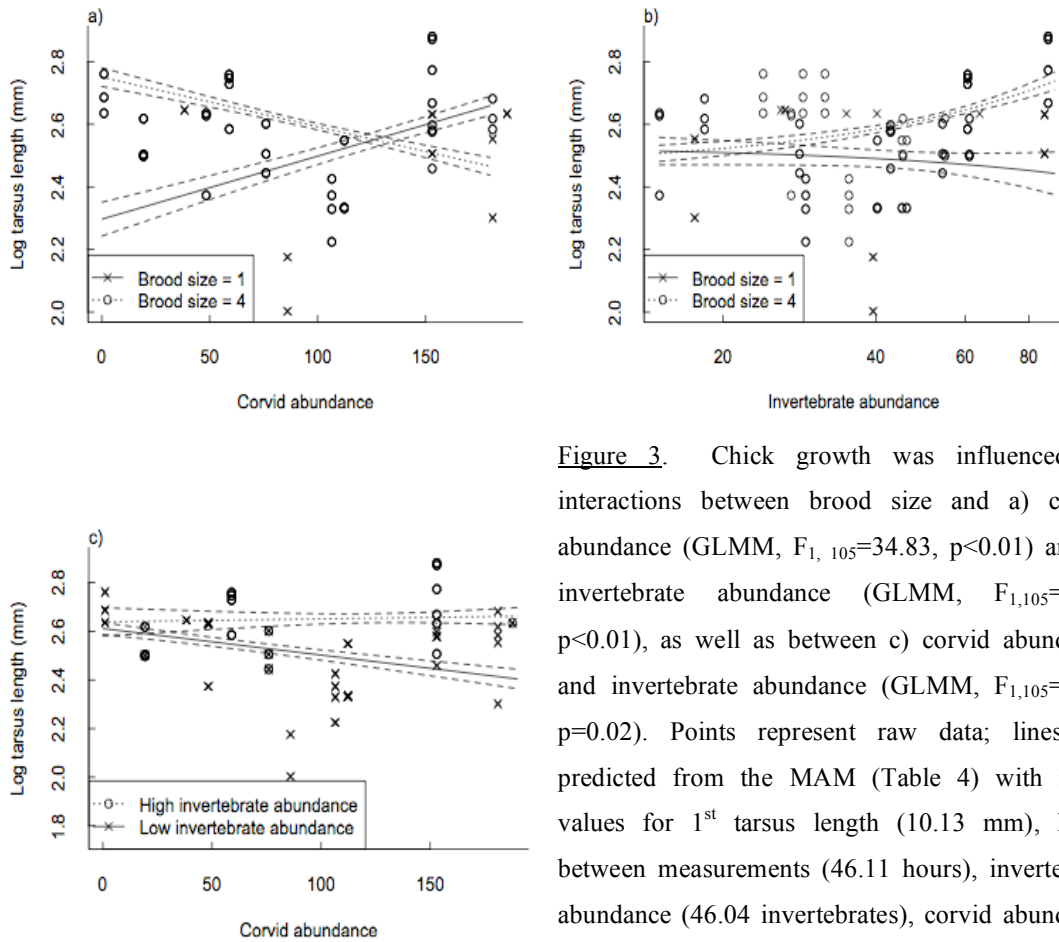 a)
Log tarsus length (mm)
2.0 2.2 2.4 2.6 2.8
Brood size = 1
Brood size = 4
0 50 100 150
Corvid abundance
b)
Log tarsus length (mm)
2.0 2.2 2.4 2.6 2.8
Brood size = 1
Brood size = 4
20 40 60 80
Invertebrate abundance
c)
Log tarsus length (mm)
1.8 2.0 2.2 2.4 2.6 2.8
High invertebrate abundance
Low invertebrate abundance
0 50 100 150
Corvid abundance
Figure 3. Chick growth was influenced
interactions between brood size and a) c
abundance (GLMM, F1, 105=34.83, p<0.01) a
invertebrate abundance (GLMM, F1,105=
p<0.01), as well as between c) corvid abund
and invertebrate abundance (GLMM, F1,105=
p=0.02). Points represent raw data; lines
predicted from the MAM (Table 4) with
values for 1st tarsus length (10.13 mm),
between measurements (46.11 hours), inverte
abundance (46.04 invertebrates), corvid abund